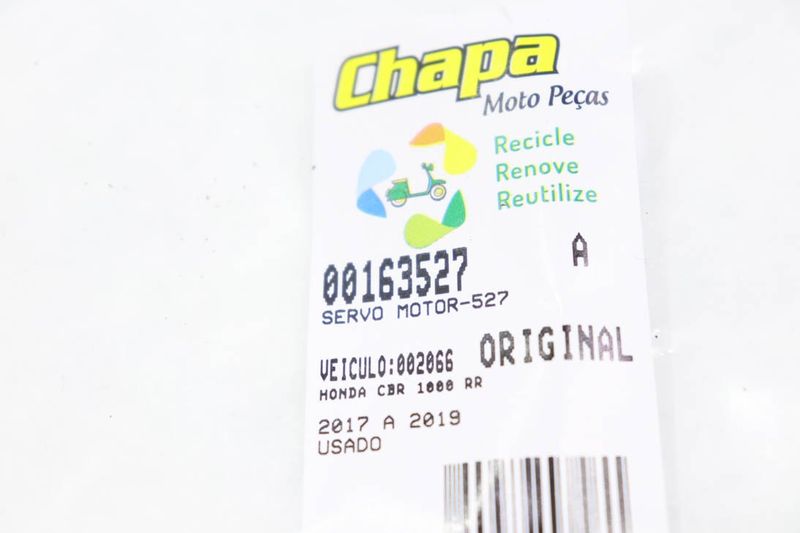 Chapa
Moto Peças
Recicle
Renove
Reutilize
A
00163527
SERVO MOTOR-527
VEICULO:002066 ORIGINAL
HONDA CBR 1000 RR
2017 A 2019
USADO